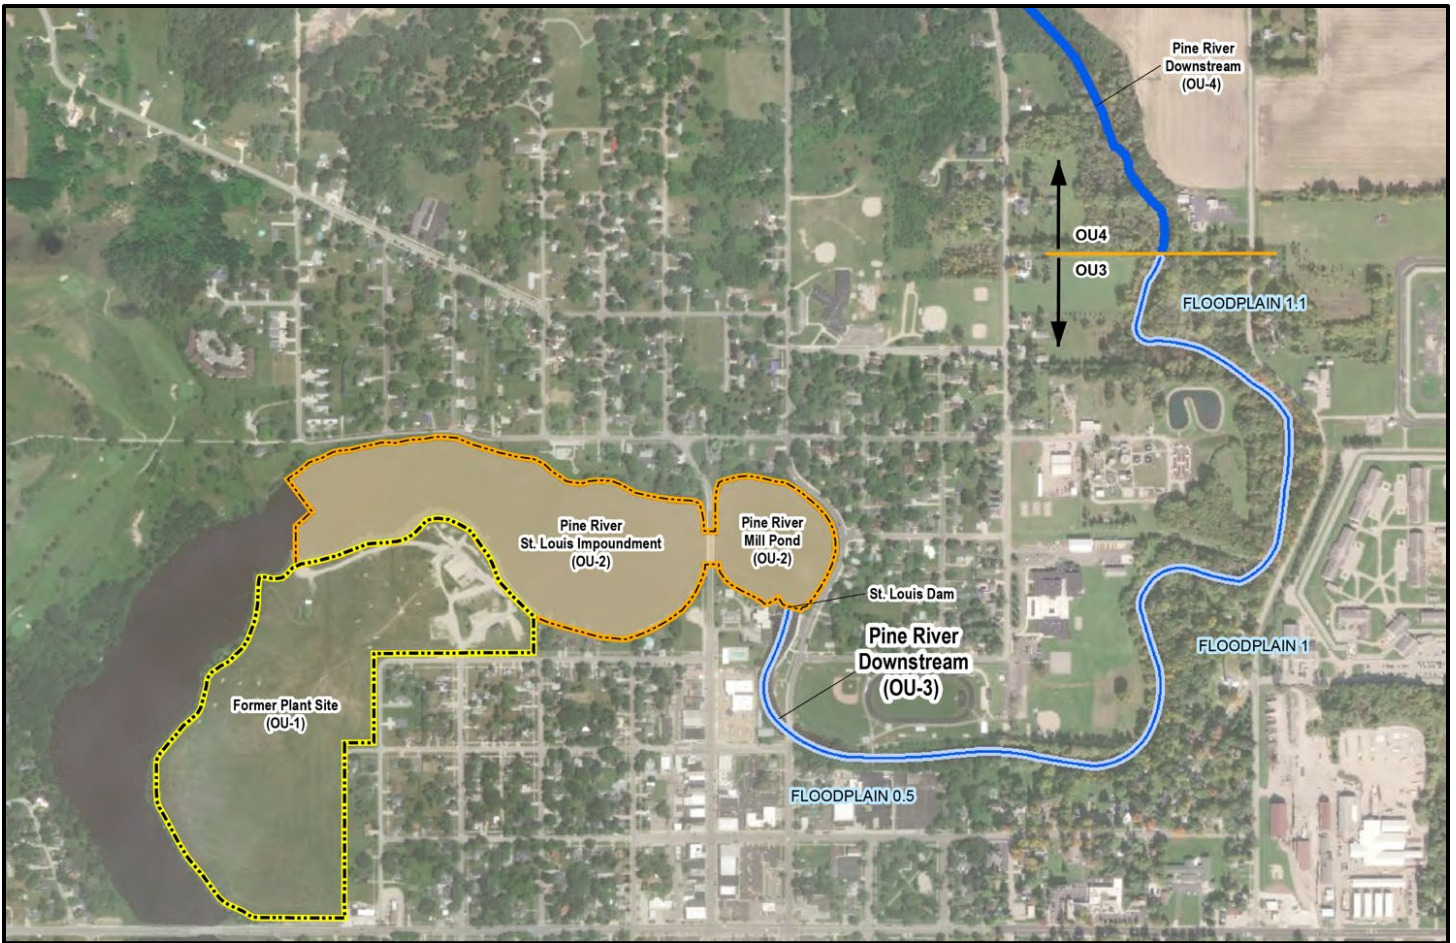 Pine River
Downstream
(OU-4)
OU4
OU3
FLOODPLAIN 1.1
Pine River
St. Louis Impoundment
(OU-2)
Pine River
Mill Pond
(OU-2)
St. Louis Dam
Pine River
Downstream
(OU-3)
FLOODPLAIN 1
Former Plant Site
(OU-1)
FLOODPLAIN 0.5